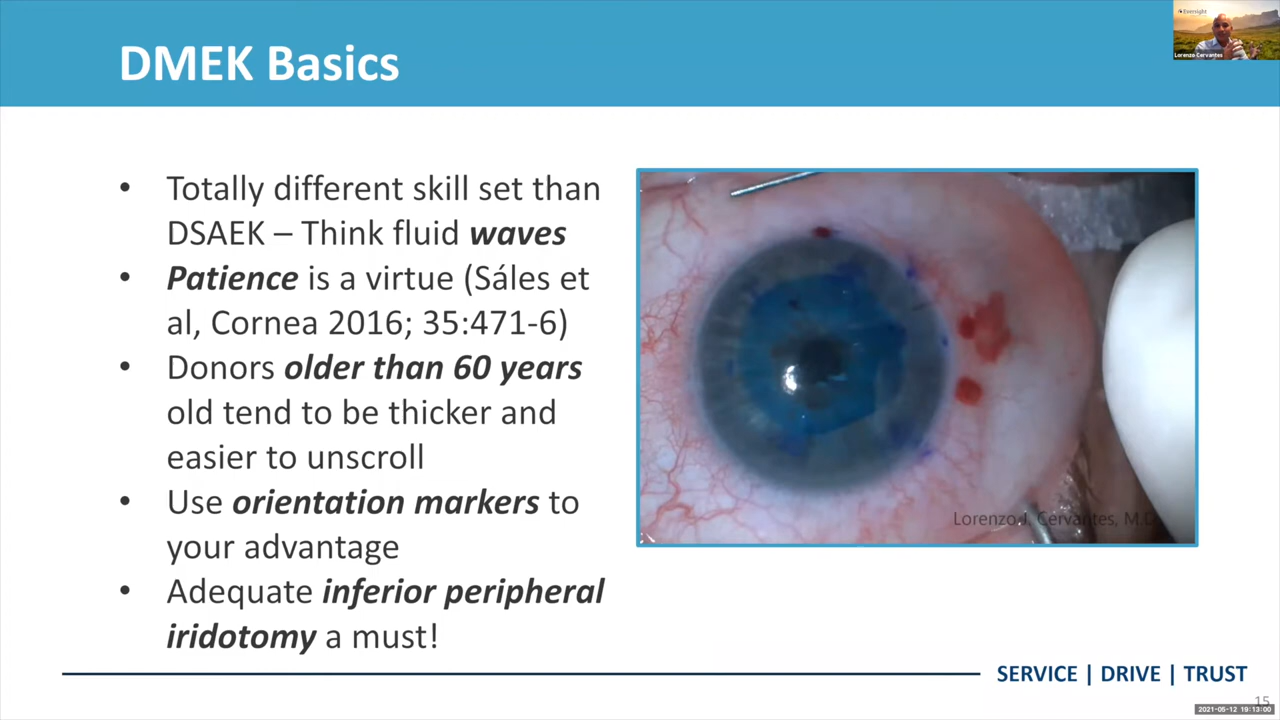 DMEK Basics
Eversight
Lorenzo Cervantes
• Totally different skill set than
DSAEK – Think fluid waves
• Patience is a virtue (Sáles et
al, Cornea 2016; 35:471-6)
• Donors older than 60 years
old tend to be thicker and
easier to unscroll
• Use orientation markers to
your advantage
• Adequate inferior peripheral
iridotomy a must!
Lorenzo J. Cervantes, M.D.
SERVICE | DRIVE | TRUST
15
2021-05-12 19:13:00